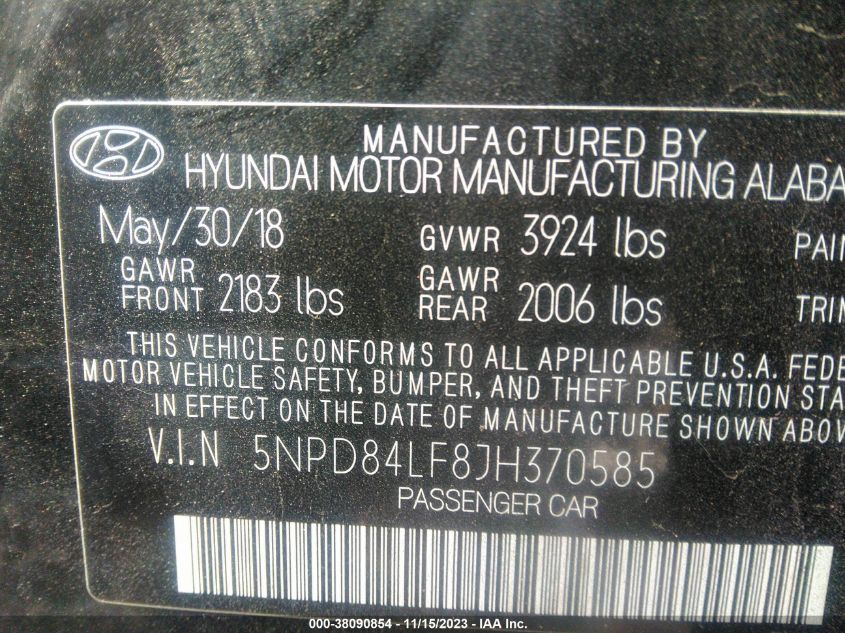 MANUFACTURED BY
HYUNDAI MOTOR MANUFACTURING ALABA
May/30/18 GVWR 3924 lbs PAIN
GAWR FRONT 2183 lbs GAWR REAR 2006 lbs TRIM
THIS VEHICLE CONFORMS TO ALL APPLICABLE U.S.A. FEDE
MOTOR VEHICLE SAFETY, BUMPER, AND THEFT PREVENTION STA
IN EFFECT ON THE DATE OF MANUFACTURE SHOWN ABOV
V.I.N 5NPD84LF8JH370585
PASSENGER CAR
000-38090854 - 11/15/2023 - IAA Inc.